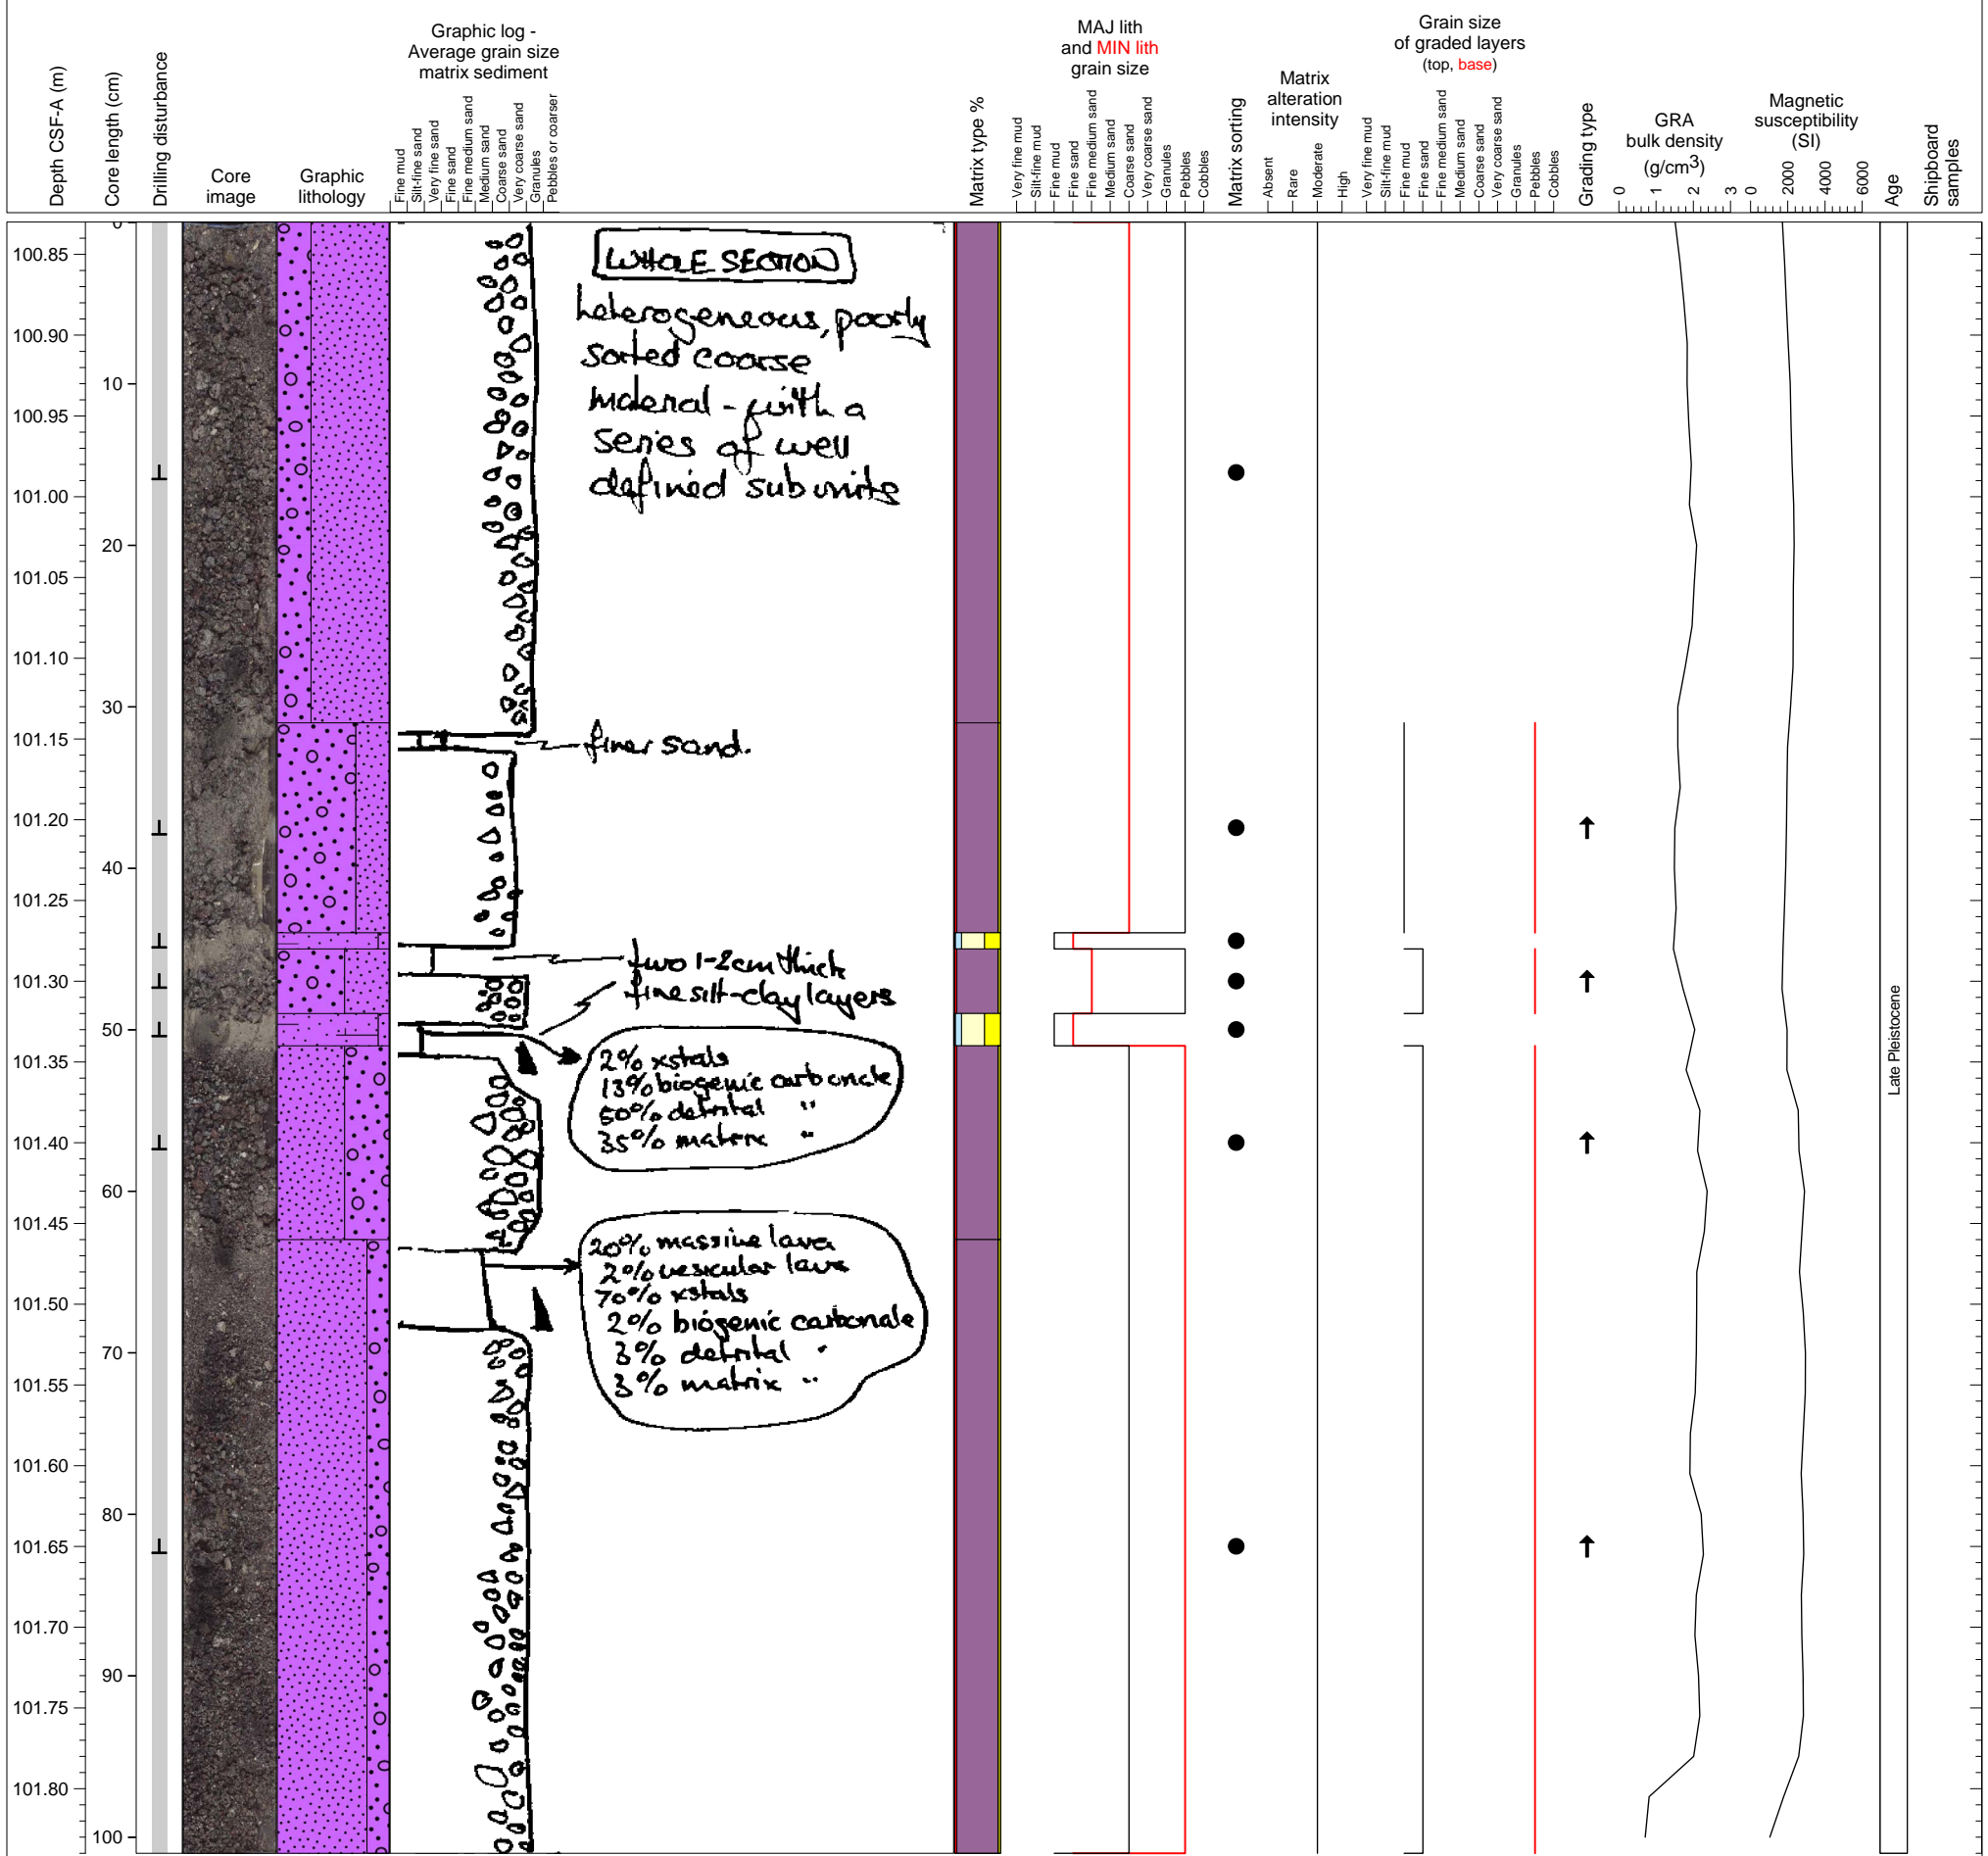 Depth CSF-A (m)
Core length (cm)
Drilling disturbance
Core
image
Graphic
lithology
Graphic log -
Average grain size
matrix sediment
Fine mud
Silt-fine sand
Very fine sand
Fine sand
Fine medium sand
Medium sand
Coarse sand
Very coarse sand
Granules
Pebbles or coarser
Matrix type %
MAJ lith
and MIN lith
grain size
Very fine mud
Silt-fine mud
Fine mud
Fine sand
Fine medium sand
Medium sand
Coarse sand
Very coarse sand
Granules
Pebbles
Cobbles
Matrix sorting
Matrix
alteration
intensity
Absent
Rare
Moderate
High
Grain size
of graded layers
(top, base)
Very fine mud
Silt-fine mud
Fine mud
Fine sand
Fine medium sand
Medium sand
Coarse sand
Very coarse sand
Granules
Pebbles
Cobbles
Grading type
GRA
bulk density
(g/cm3)
0 1 2 3
Magnetic
susceptibility
(SI)
0 2000 4000 6000
Age
Shipboard
samples
100.85
100.90
100.95
101.00
101.05
101.10
101.15
101.20
101.25
101.30
101.35
101.40
101.45
101.50
101.55
101.60
101.65
101.70
101.75
101.80
0
10
20
30
40
50
60
70
80
90
100
WHOLE SECTION
heterogeneous, poorly
sorted coarse
material - with a
series of well
defined subunits
finer sand.
two 1-2cm thick
fine silt-clay layers
2% xstals
13% biogenic carbonate
50% detrital "
35% matrix "
20% massive lava
2% vesicular lava
70% xstals
2% biogenic carbonate
3% detrital "
3% matrix "
Late Pleistocene